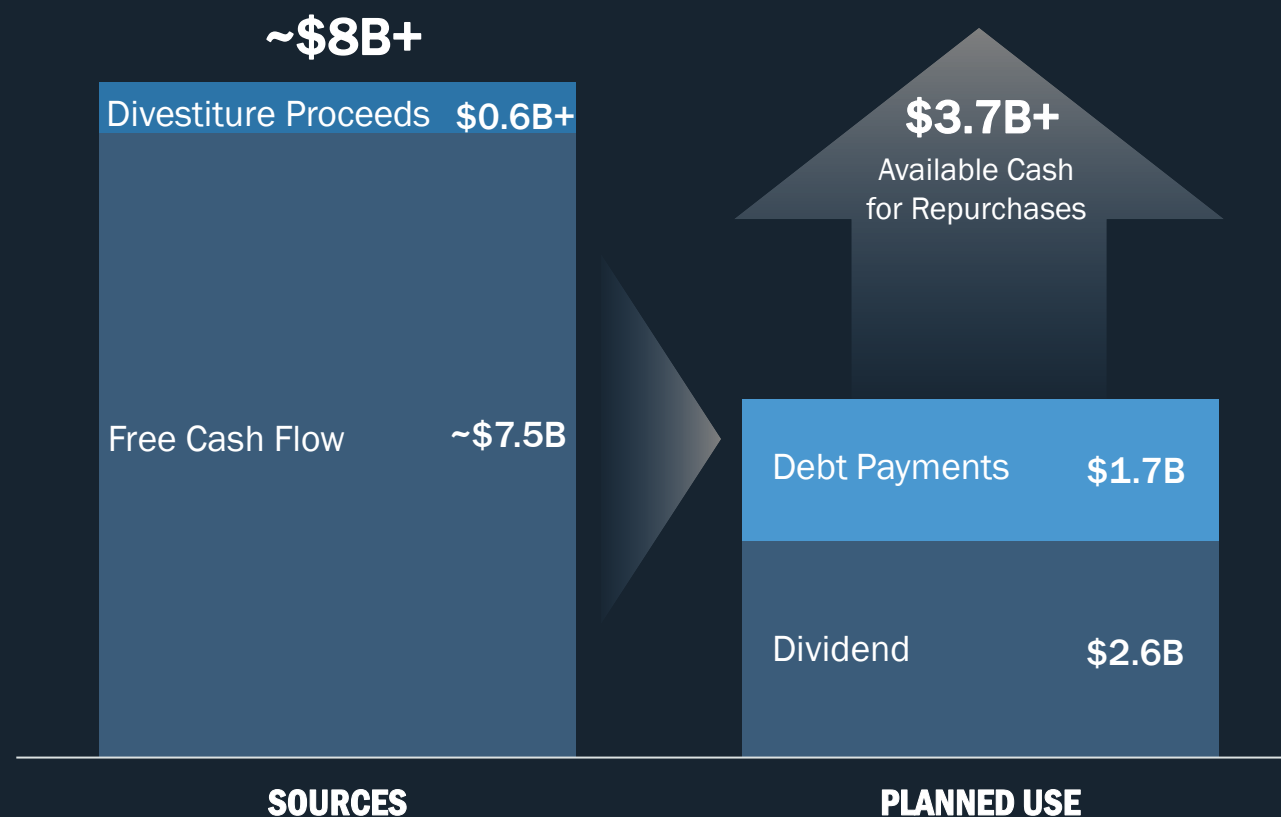 ~$8B+
Divestiture Proceeds $0.6B+
Free Cash Flow ~$7.5B
SOURCES
$3.7B+
Available Cash
for Repurchases
Debt Payments $1.7B
Dividend $2.6B
PLANNED USE